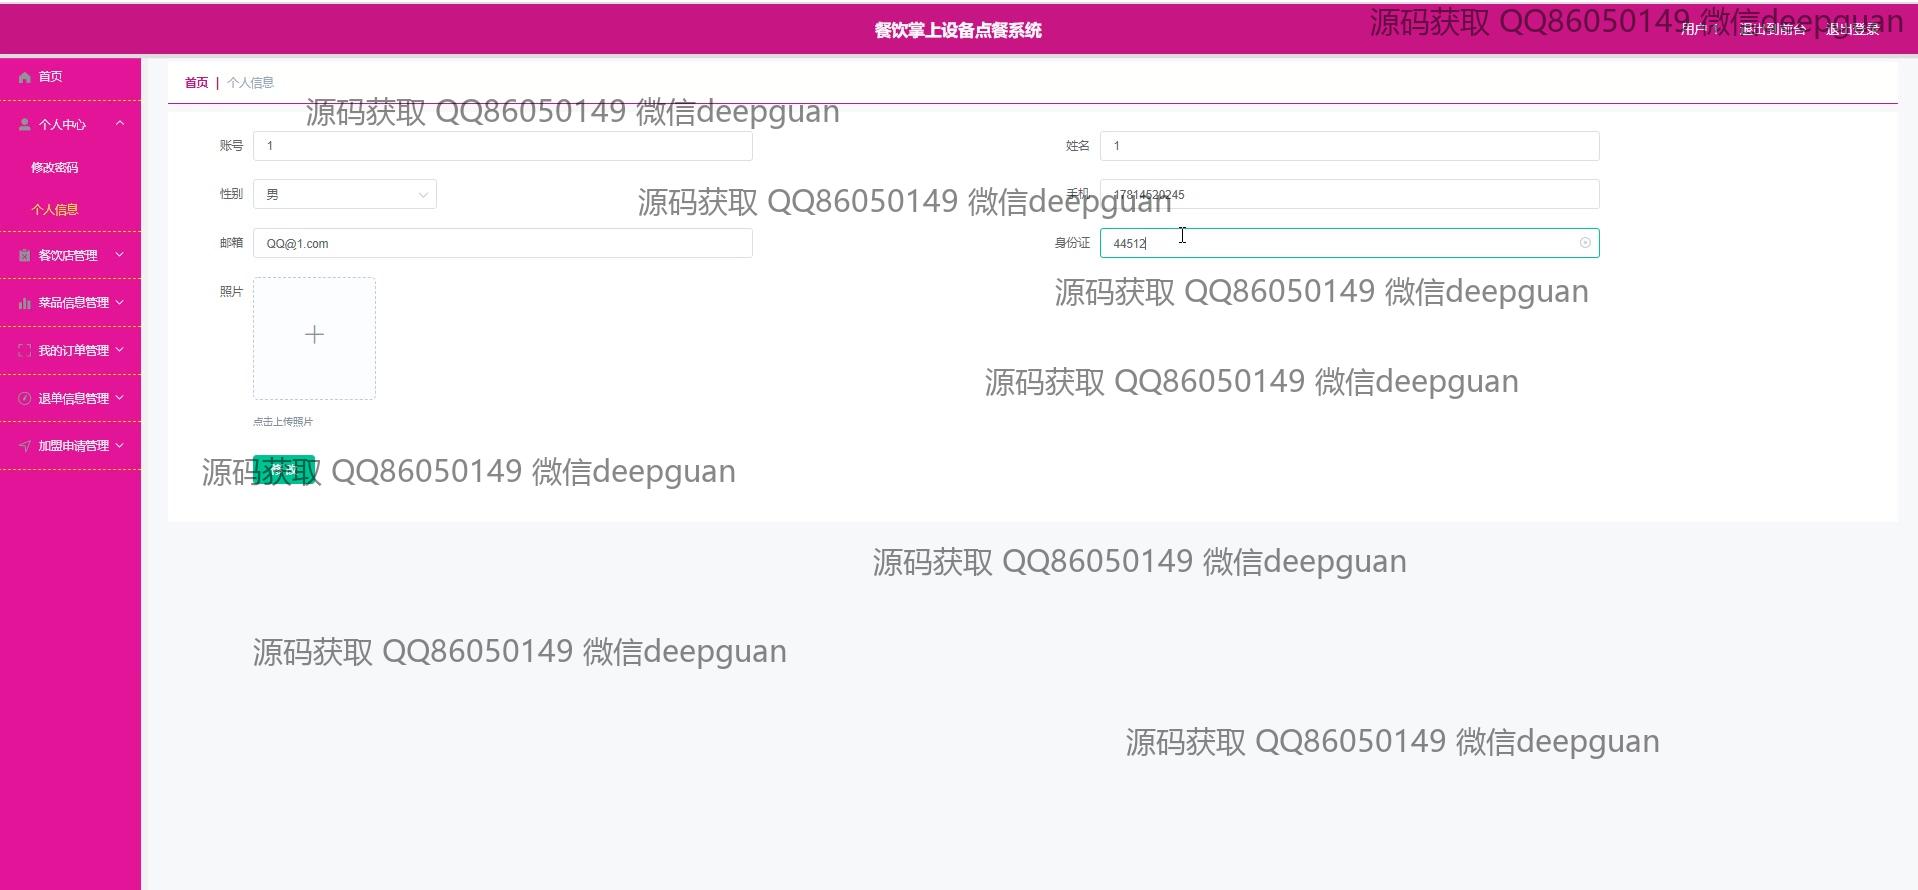 餐饮掌上设备点餐系统
源码获取 QQ86050149 微信deepguan
用户 1 退出到前台 退出登录
首页
个人中心
修改密码
个人信息
餐饮店管理
菜品信息管理
我的订单管理
退单信息管理
加盟申请管理
首页 | 个人信息
源码获取 QQ86050149 微信deepguan
账号 1
姓名 1
性别 男
源码获取 QQ86050149 微信deepguan
手机 17814520245
邮箱 QQ@1.com
身份证 44512
源码获取 QQ86050149 微信deepguan
照片
源码获取 QQ86050149 微信deepguan
点击上传照片
修改
源码获取 QQ86050149 微信deepguan
源码获取 QQ86050149 微信deepguan
源码获取 QQ86050149 微信deepguan
源码获取 QQ86050149 微信deepguan